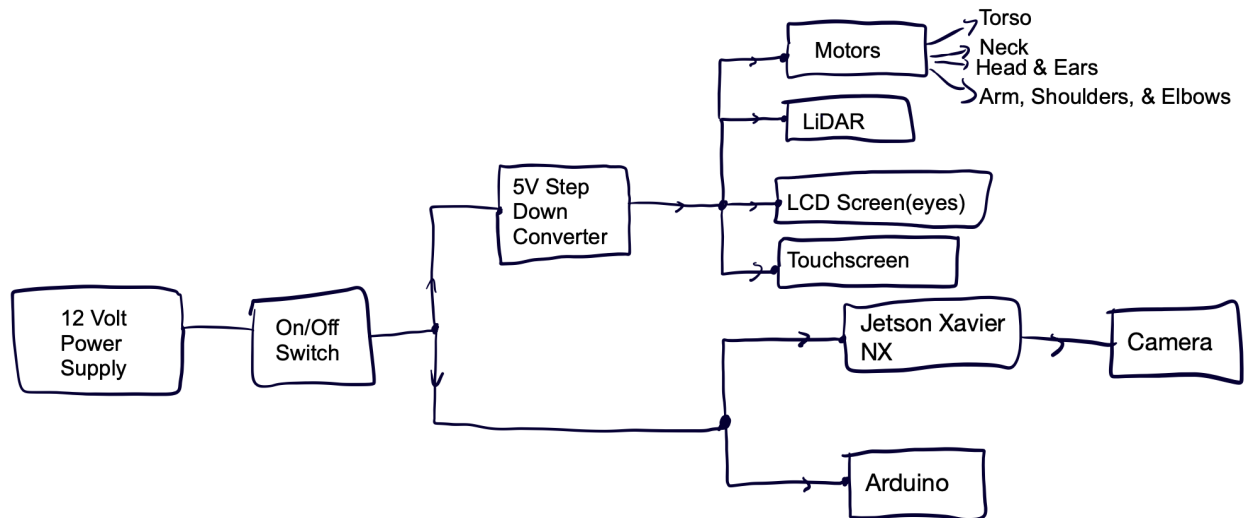 Torso
Motors
Neck
Head & Ears
Arm, Shoulders, & Elbows
LiDAR
5V Step
Down
Converter
LCD Screen(eyes)
Touchscreen
12 Volt
Power
Supply
On/Off
Switch
Jetson Xavier
NX
Camera
Arduino